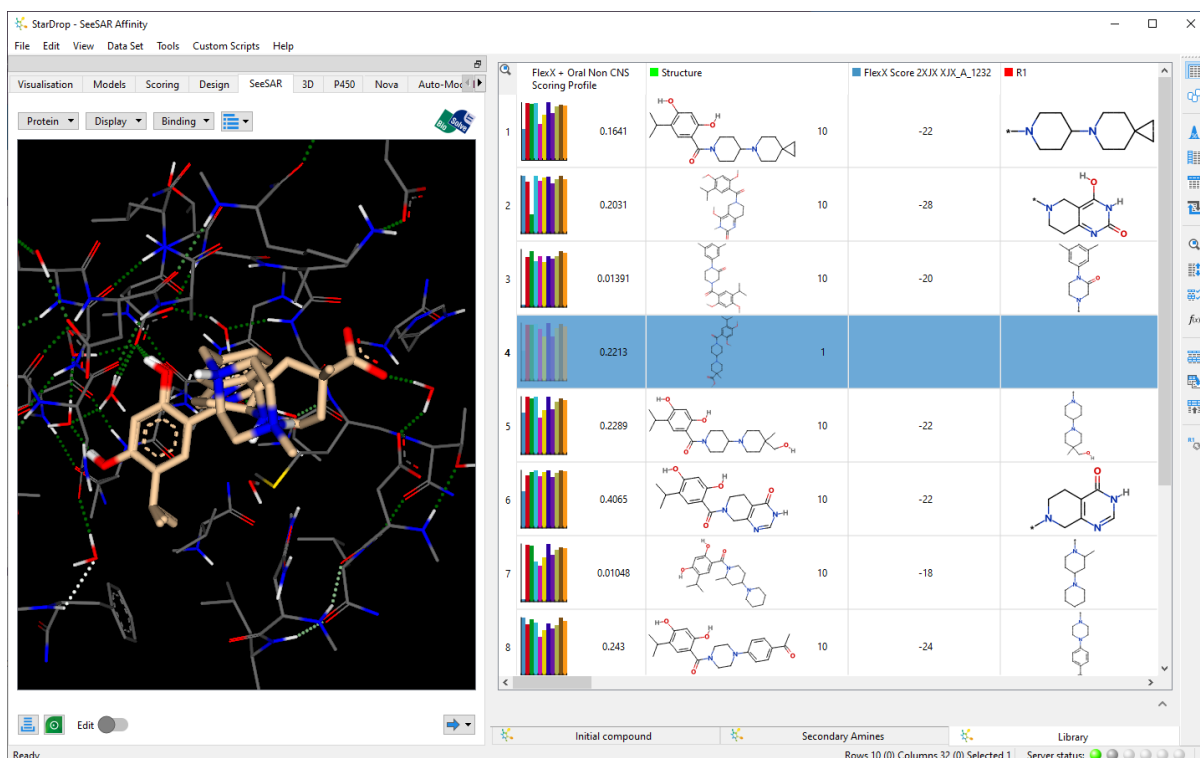 StarDrop - SeeSAR Affinity
File Edit View Data Set Tools Custom Scripts Help
Visualisation Models Scoring Design SeeSAR 3D P450 Nova Auto-Mod
Protein Display Binding
Bio Solve
FlexX + Oral Non CNS Structure FlexX Score 2XJX XJX_A_1232 R1
Scoring Profile
1 0.1641 10 -22
2 0.2031 10 -28
3 0.01391 10 -20
4 0.2213 1
5 0.2289 10 -22
6 0.4065 10 -22
7 0.01048 10 -18
8 0.243 10 -24
Edit
Initial compound Secondary Amines Library
Ready Rows 10 (0) Columns 32 (0) Selected 1 Server status: